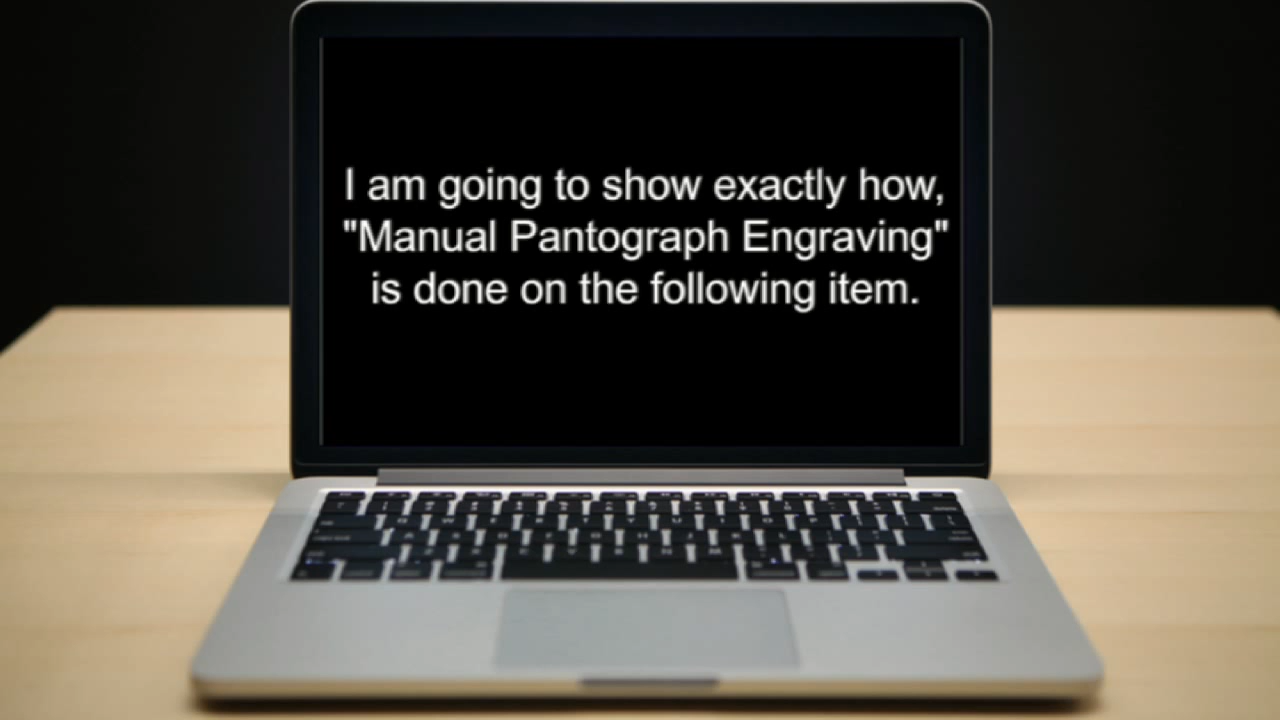 I am going to show exactly how,
"Manual Pantograph Engraving"
is done on the following item.